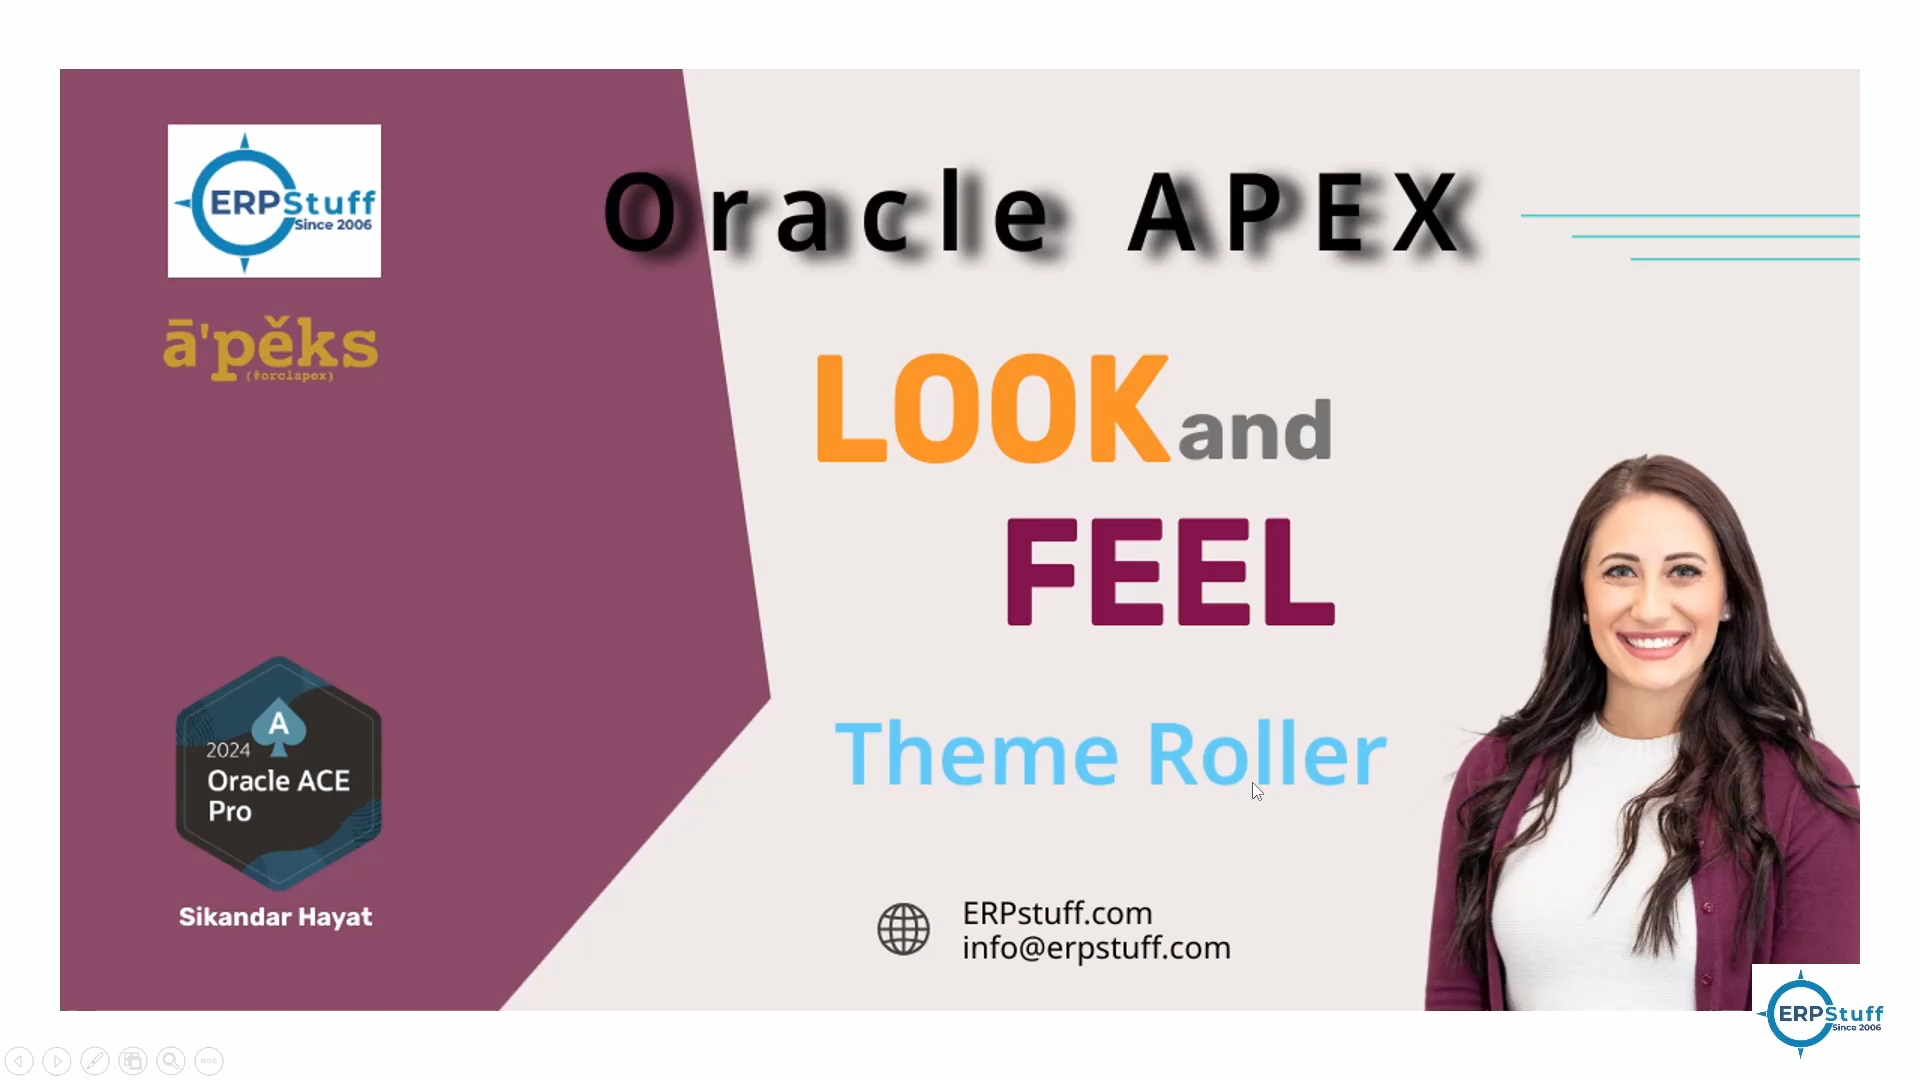 ERPStuff
Since 2006
ā'pěks
(#orclapex)
Oracle APEX
LOOK and
FEEL
Theme Roller
A
2024
Oracle ACE
Pro
Sikandar Hayat
ERPstuff.com
info@erpstuff.com
ERPStuff
Since 2006